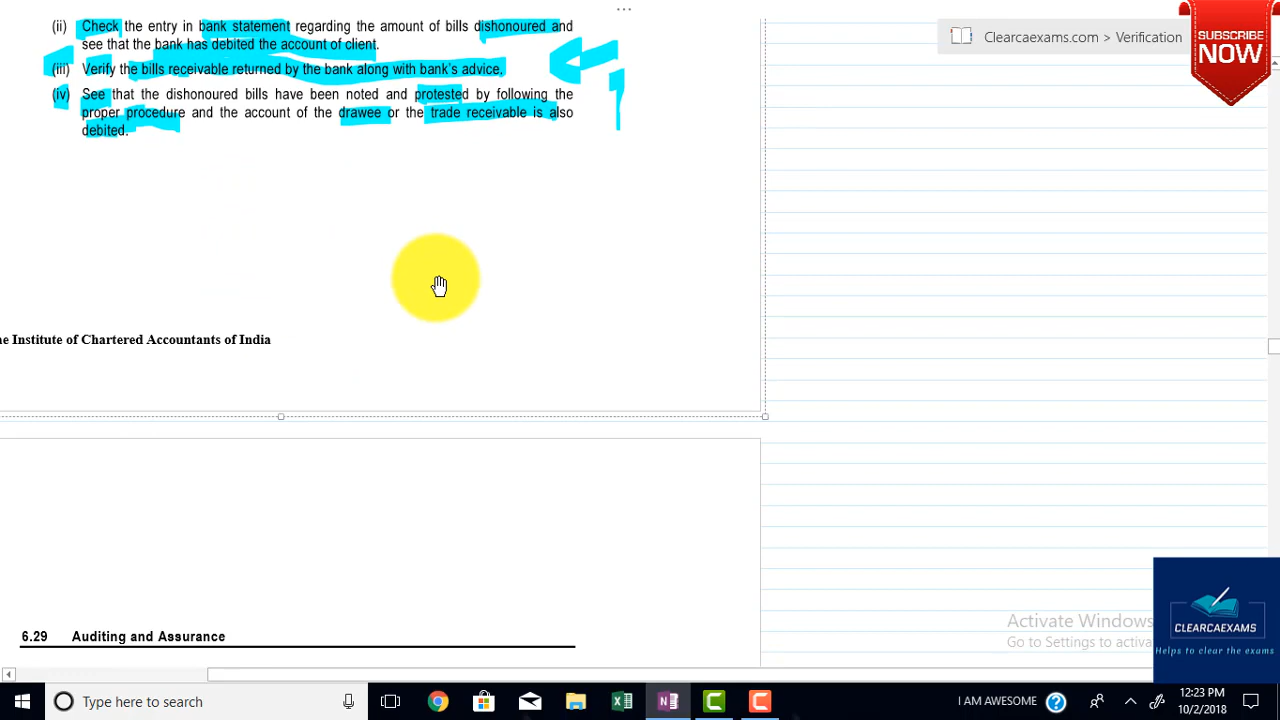 (ii) Check the entry in bank statement regarding the amount of bills dishonoured and
see that the bank has debited the account of client.
(iii) Verify the bills receivable returned by the bank along with bank's advice.
(iv) See that the dishonoured bills have been noted and protested by following the
proper procedure and the account of the drawee or the trade receivable is also
debited.
Clearcaexams.com > Verification
SUBSCRIBE
NOW
e Institute of Chartered Accountants of India
6.29 Auditing and Assurance
Activate Windows
Go to Settings to activa
CLEARCAEXAMS
Helps to clear the exams
Type here to search
I AM AWESOME
12:23 PM
10/2/2018